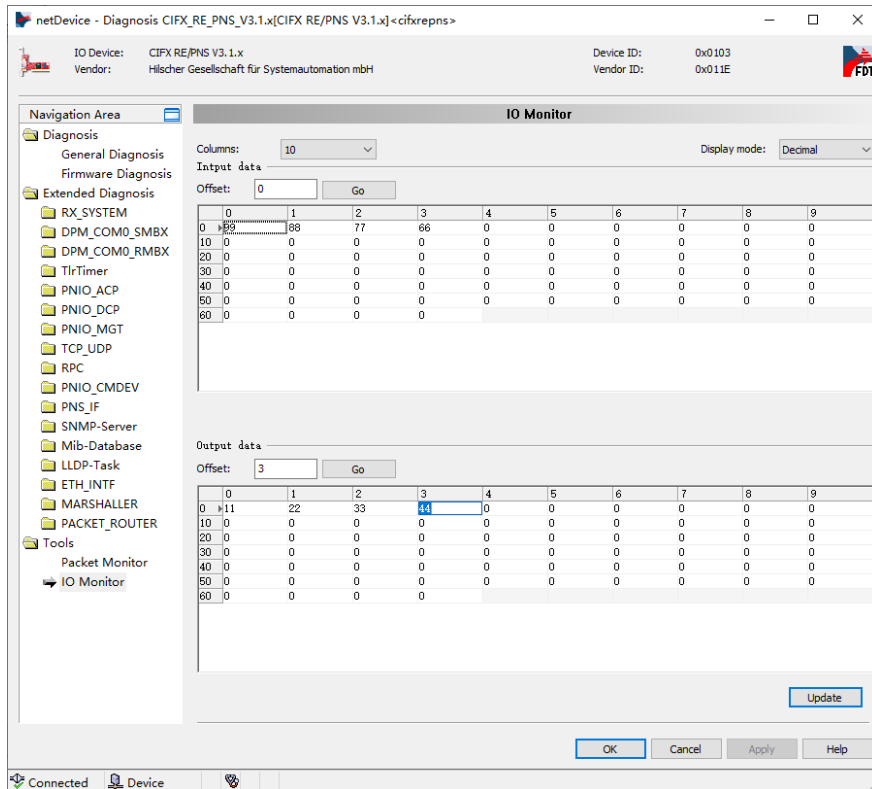 netDevice - Diagnosis CIFX_RE_PNS_V3.1.x[CIFX RE/PNS V3.1.x]<cifxrepns>
IO Device: CIFX RE/PNS V3.1.x Device ID: 0x0103
Vendor: Hilscher Gesellschaft für Systemautomation mbH Vendor ID: 0x011E
FDT
Navigation Area
Diagnosis
General Diagnosis
Firmware Diagnosis
Extended Diagnosis
RX_SYSTEM
DPM_COM0_SMBX
DPM_COM0_RMBX
TlrTimer
PNIO_ACP
PNIO_DCP
PNIO_MGT
TCP_UDP
RPC
PNIO_CMDEV
PNS_IF
SNMP-Server
Mib-Database
LLDP-Task
ETH_INTF
MARSHALLER
PACKET_ROUTER
Tools
Packet Monitor
IO Monitor
IO Monitor
Columns: 10 Display mode: Decimal
Intput data
Offset: 0 Go
0 1 2 3 4 5 6 7 8 9
0 99 88 77 66 0 0 0 0 0 0
10 0 0 0 0 0 0 0 0 0 0
20 0 0 0 0 0 0 0 0 0 0
30 0 0 0 0 0 0 0 0 0 0
40 0 0 0 0 0 0 0 0 0 0
50 0 0 0 0 0 0 0 0 0 0
60 0 0 0 0
Output data
Offset: 3 Go
0 1 2 3 4 5 6 7 8 9
0 11 22 33 44 0 0 0 0 0 0
10 0 0 0 0 0 0 0 0 0 0
20 0 0 0 0 0 0 0 0 0 0
30 0 0 0 0 0 0 0 0 0 0
40 0 0 0 0 0 0 0 0 0 0
50 0 0 0 0 0 0 0 0 0 0
60 0 0 0 0
Update
OK Cancel Apply Help
Connected Device